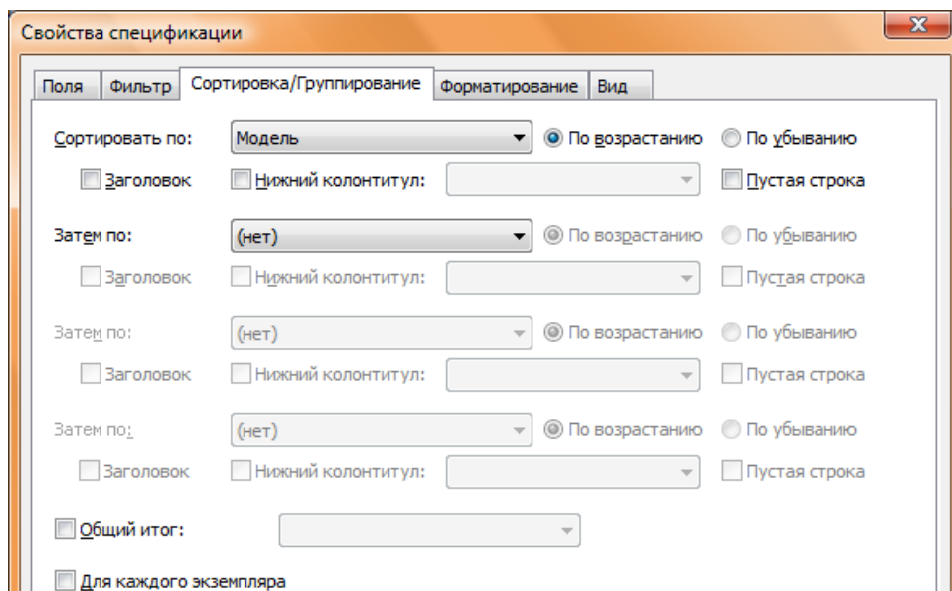 Свойства спецификации
Поля Фильтр Сортировка/Группирование Форматирование Вид
Сортировать по: Модель По возрастанию По убыванию
Заголовок Нижний колонтитул: Пустая строка
Затем по: (нет) По возрастанию По убыванию
Заголовок Нижний колонтитул: Пустая строка
Затем по: (нет) По возрастанию По убыванию
Заголовок Нижний колонтитул: Пустая строка
Затем по: (нет) По возрастанию По убыванию
Заголовок Нижний колонтитул: Пустая строка
Общий итог:
Для каждого экземпляра